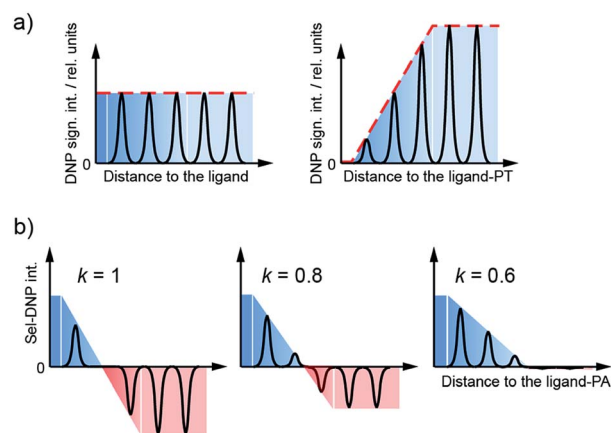 a)
DNP sign. int. / rel. units
0
Distance to the ligand
DNP sign. int. / rel. units
0
Distance to the ligand-PT
b)
Sel-DNP int.
0
k = 1
k = 0.8
k = 0.6
Distance to the ligand-PA